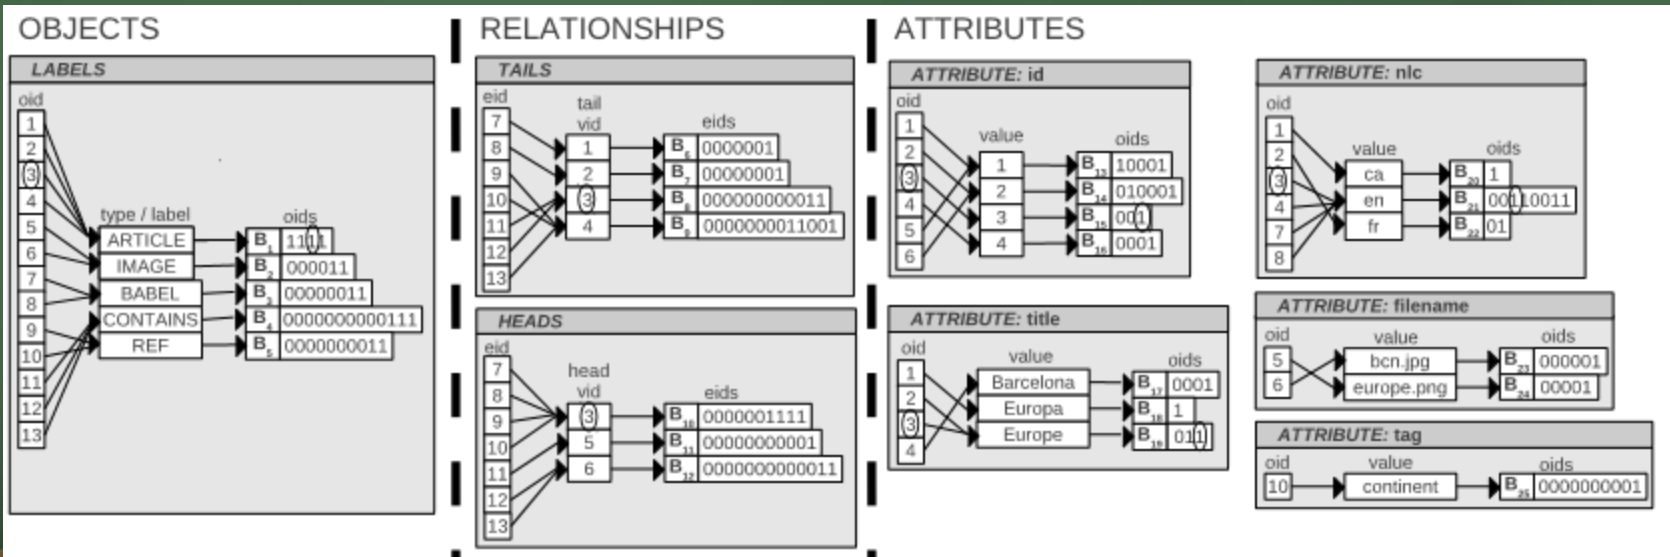 OBJECTS
LABELS
oid
1
2
3
4
5
6
7
8
9
10
11
12
13
type / label
ARTICLE
IMAGE
BABEL
CONTAINS
REF
oids
B1 1111
B2 000011
B3 00000011
B4 0000000000111
B5 0000000011
RELATIONSHIPS
TAILS
eid
7
8
9
10
11
12
13
tail
vid
1
2
3
4
eids
B6 0000001
B7 00000001
B8 000000000011
B9 0000000011001
HEADS
eid
7
8
9
10
11
12
13
head
vid
3
5
6
eids
B10 0000001111
B11 00000000001
B12 0000000000011
ATTRIBUTES
ATTRIBUTE: id
oid
1
2
3
4
5
6
value
1
2
3
4
oids
B13 10001
B14 010001
B15 001
B16 0001
ATTRIBUTE: title
oid
1
2
3
4
value
Barcelona
Europa
Europe
oids
B17 0001
B18 1
B19 011
ATTRIBUTE: nlc
oid
1
2
3
4
7
8
value
ca
en
fr
oids
B20 1
B21 00110011
B22 01
ATTRIBUTE: filename
oid
5
6
value
bcn.jpg
europe.png
oids
B23 000001
B24 00001
ATTRIBUTE: tag
oid
10
value
continent
oids
B25 0000000001